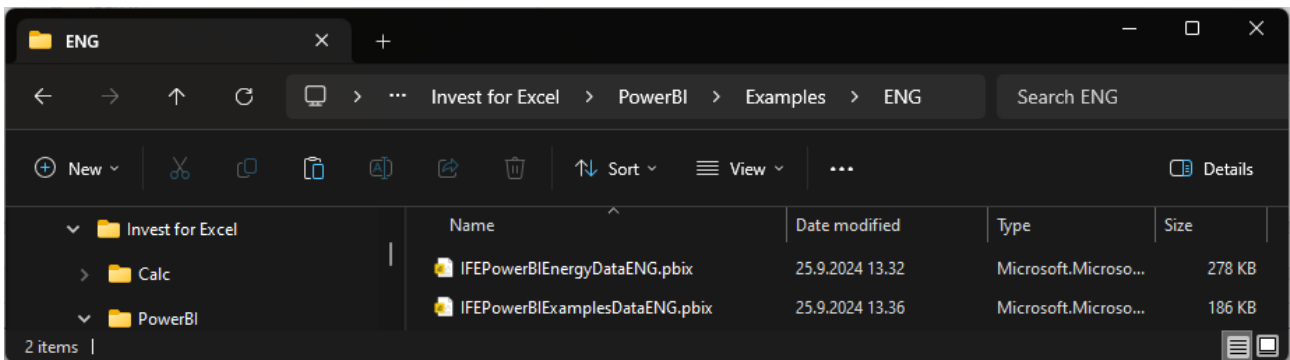 ENG
Invest for Excel > PowerBI > Examples > ENG Search ENG
New Sort View Details
Invest for Excel Name Date modified Type Size
Calc IFEPowerBIEnergyDataENG.pbix 25.9.2024 13.32 Microsoft.Microso... 278 KB
PowerBI IFEPowerBIExamplesDataENG.pbix 25.9.2024 13.36 Microsoft.Microso... 186 KB
2 items